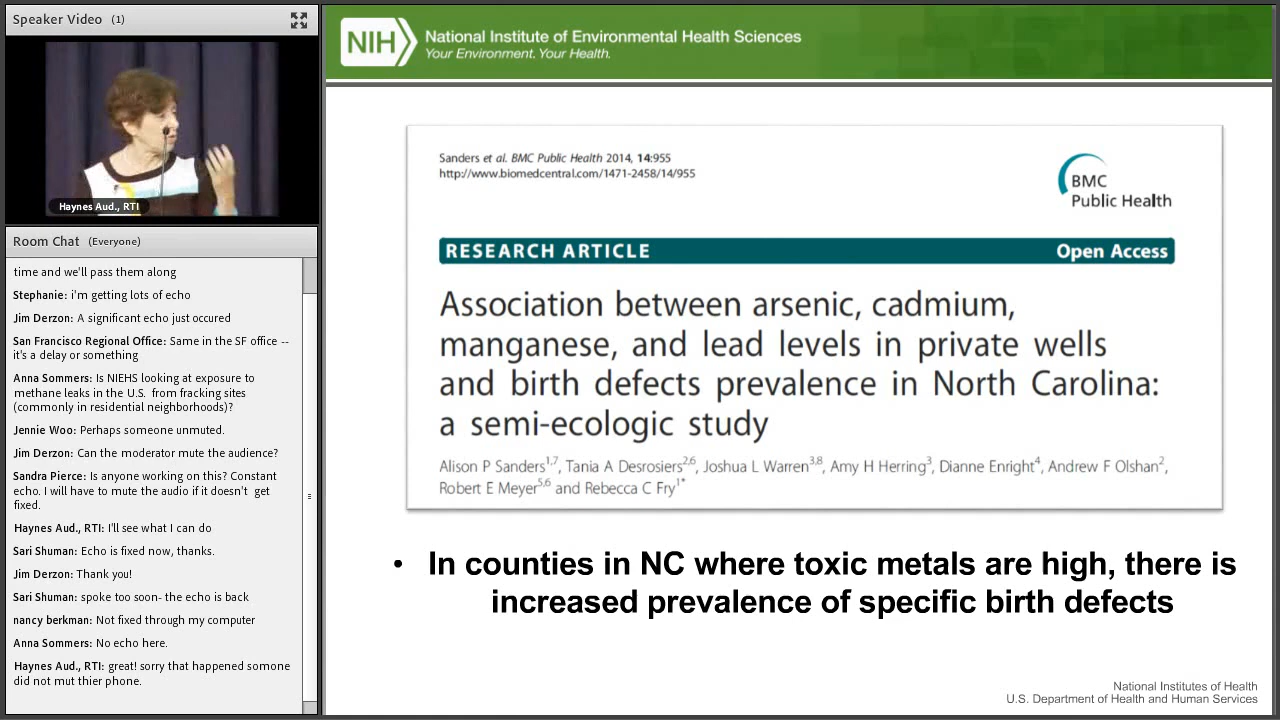 Speaker Video (1)
Haynes Aud., RTI
Room Chat (Everyone)
time and we'll pass them along
Stephanie: i'm getting lots of echo
Jim Derzon: A significant echo just occured
San Francisco Regional Office: Same in the SF office --
it's a delay or something
Anna Sommers: Is NIEHS looking at exposure to
methane leaks in the U.S. from fracking sites
(commonly in residential neighborhoods)?
Jennie Woo: Perhaps someone unmuted.
Jim Derzon: Can the moderator mute the audience?
Sandra Pierce: Is anyone working on this? Constant
echo. I will have to mute the audio if it doesn't get
fixed.
Haynes Aud., RTI: I'll see what I can do
Sari Shuman: Echo is fixed now, thanks.
Jim Derzon: Thank you!
Sari Shuman: spoke too soon- the echo is back
nancy berkman: Not fixed through my computer
Anna Sommers: No echo here.
Haynes Aud., RTI: great! sorry that happened somone
did not mut thier phone.
NIH
National Institute of Environmental Health Sciences
Your Environment. Your Health.
Sanders et al. BMC Public Health 2014, 14:955
http://www.biomedcentral.com/1471-2458/14/955
BMC
Public Health
RESEARCH ARTICLE
Open Access
Association between arsenic, cadmium,
manganese, and lead levels in private wells
and birth defects prevalence in North Carolina:
a semi-ecologic study
Alison P Sanders1,7, Tania A Desrosiers2,6, Joshua L Warren3,8, Amy H Herring3, Dianne Enright4, Andrew F Olshan2,
Robert E Meyer5,6 and Rebecca C Fry1*
• In counties in NC where toxic metals are high, there is
increased prevalence of specific birth defects
National Institutes of Health
U.S. Department of Health and Human Services